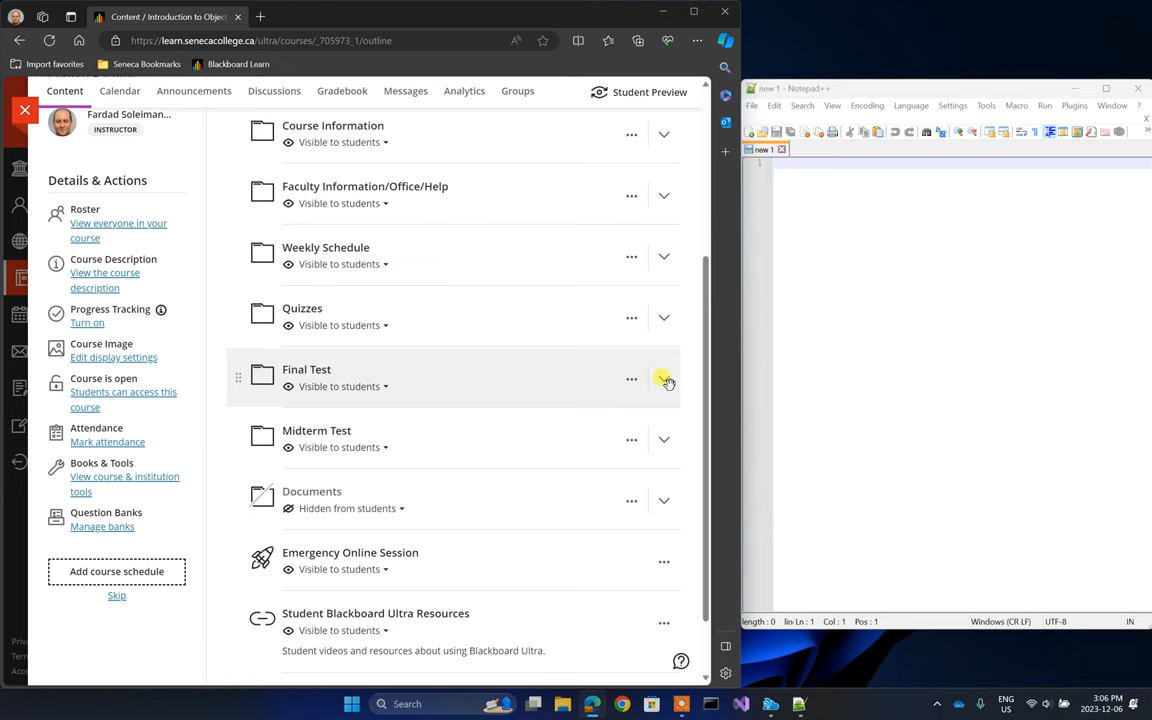 Content / Introduction to Objec
https://learn.senecacollege.ca/ultra/courses/_705973_1/outline
Import favorites
Seneca Bookmarks
Blackboard Learn
Content
Calendar
Announcements
Discussions
Gradebook
Messages
Analytics
Groups
Student Preview
Fardad Soleiman...
INSTRUCTOR
Details & Actions
Roster
View everyone in your
course
Course Description
View the course
description
Progress Tracking
Turn on
Course Image
Edit display settings
Course is open
Students can access this
course
Attendance
Mark attendance
Books & Tools
View course & institution
tools
Question Banks
Manage banks
Add course schedule
Skip
Course Information
Visible to students
Faculty Information/Office/Help
Visible to students
Weekly Schedule
Visible to students
Quizzes
Visible to students
Final Test
Visible to students
Midterm Test
Visible to students
Documents
Hidden from students
Emergency Online Session
Visible to students
Student Blackboard Ultra Resources
Visible to students
Student videos and resources about using Blackboard Ultra.
Priva
Term
Acce
new 1 - Notepad++
File Edit Search View Encoding Language Settings Tools Macro Run Plugins Window ?
X
new 1
1
length : 0 lin Ln : 1 Col : 1 Pos : 1 Windows (CR LF) UTF-8 IN
Search
ENG
US
3:06 PM
2023-12-06